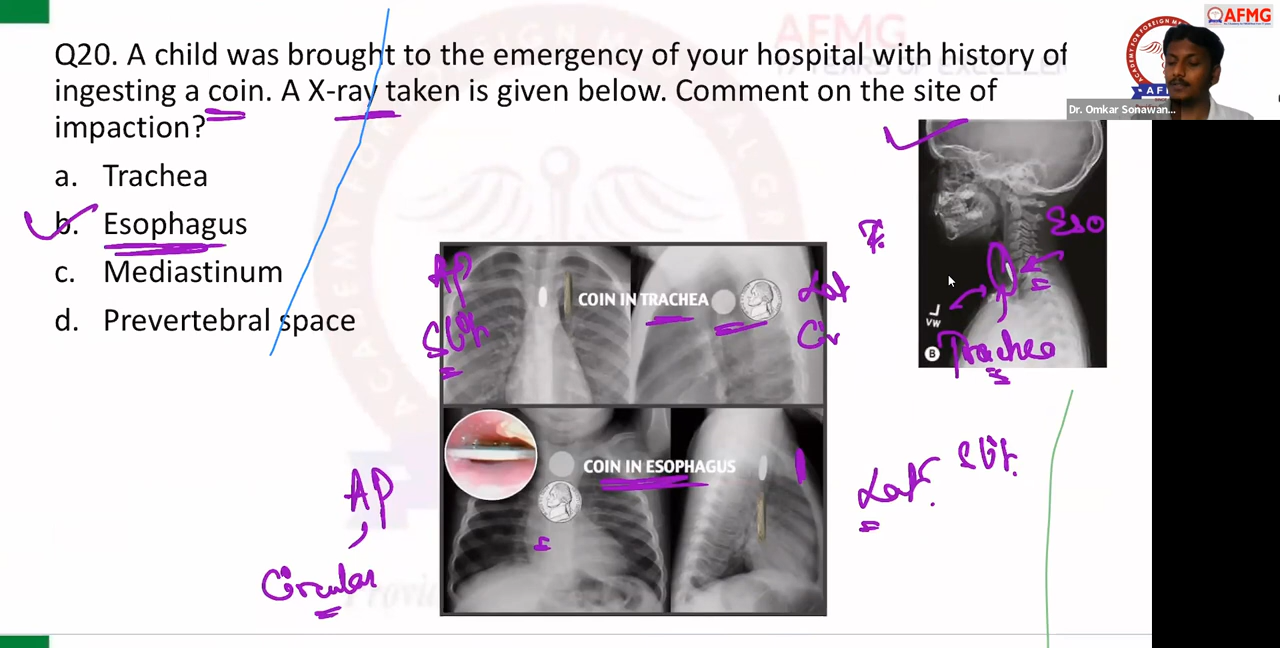 AFMG
Q20. A child was brought to the emergency of your hospital with history of
ingesting a coin. A X-ray taken is given below. Comment on the site of
impaction?
Dr. Omkar Sonawan...
a. Trachea
b. Esophagus
c. Mediastinum
d. Prevertebral space
Eso
AP
COIN IN TRACHEA
Lat
Slit
Cir
L
VW
B
Trachea
COIN IN ESOPHAGUS
AP
Lat.
Slit.
Circular